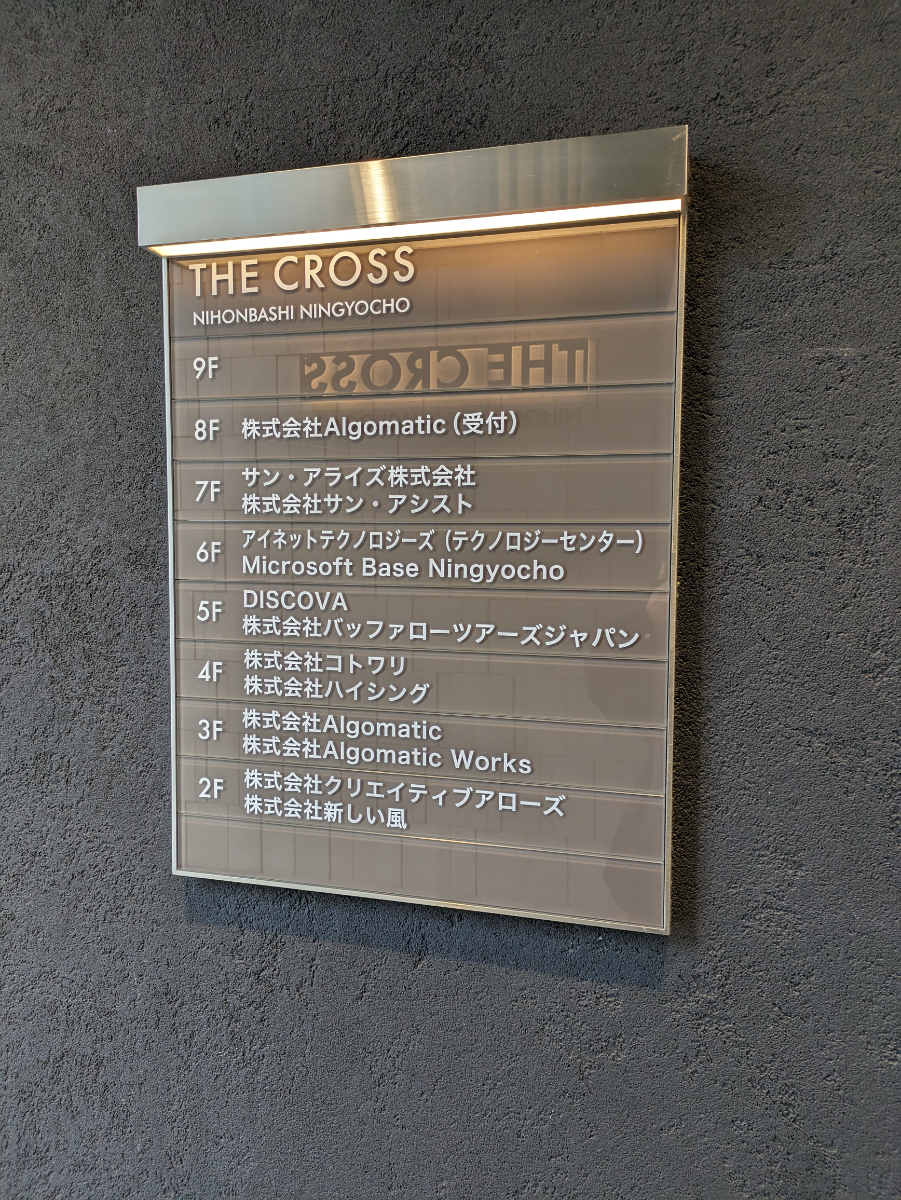 THE CROSS
NIHONBASHI NINGYOCHO
9F
THE CROSS
8F 株式会社Algomatic（受付）
7F サン・アライズ株式会社
株式会社サン・アシスト
6F アイネットテクノロジーズ（テクノロジーセンター）
Microsoft Base Ningyocho
5F DISCOVA
株式会社バッファローツアーズジャパン
4F 株式会社コトワリ
株式会社ハイシング
3F 株式会社Algomatic
株式会社Algomatic Works
2F 株式会社クリエイティブアローズ
株式会社新しい風